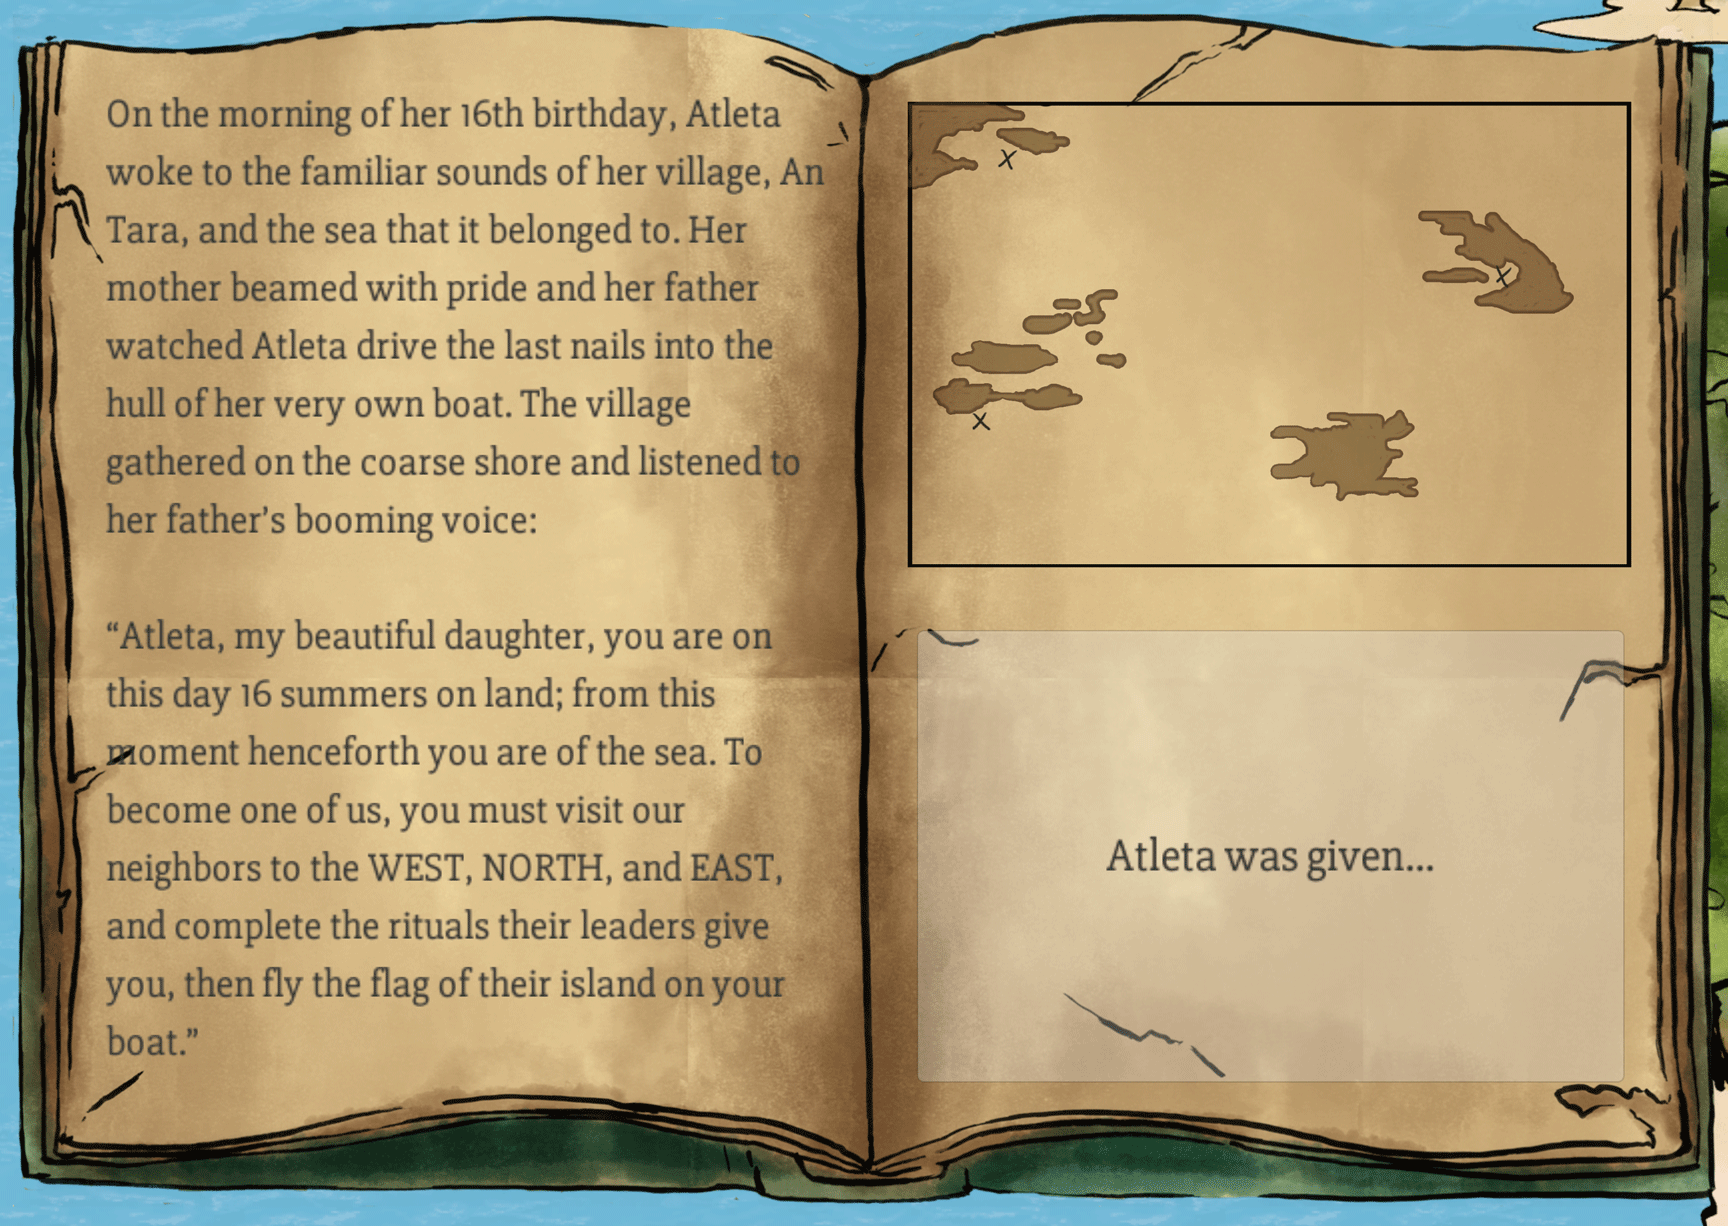 On the morning of her 16th birthday, Atleta
woke to the familiar sounds of her village, An
Tara, and the sea that it belonged to. Her
mother beamed with pride and her father
watched Atleta drive the last nails into the
hull of her very own boat. The village
gathered on the coarse shore and listened to
her father’s booming voice:
“Atleta, my beautiful daughter, you are on
this day 16 summers on land; from this
moment henceforth you are of the sea. To
become one of us, you must visit our
neighbors to the WEST, NORTH, and EAST,
and complete the rituals their leaders give
you, then fly the flag of their island on your
boat.”
Atleta was given...